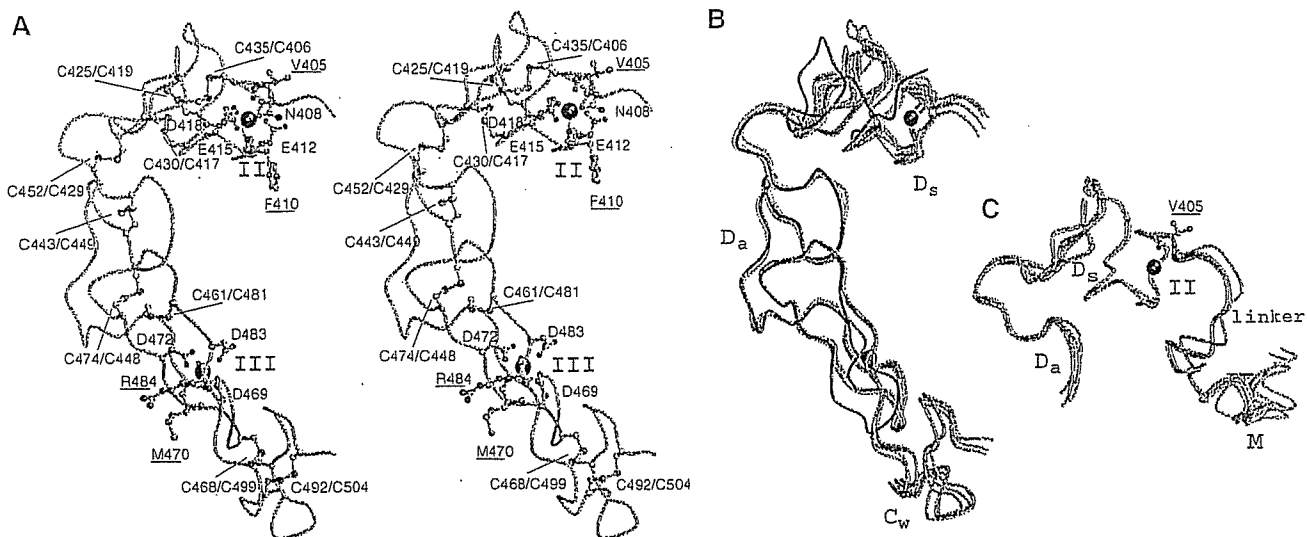 A
C435/C406
V405
C425/C419
N408
D418
E415
E412
C430/C417
II
C452/C429
F410
C443/C449
C461/C481
D472
D483
C474/C448
III
R484
D469
M470
C468/C499
C492/C504
C435/C406
V405
C425/C419
N408
D418
E415
E412
C430/C417
II
C452/C429
F410
C443/C449
C461/C481
D472
D483
C474/C448
III
R484
D469
M470
C468/C499
C492/C504
B
Ds
Da
Cw
C
V405
Ds
II
linker
Da
M